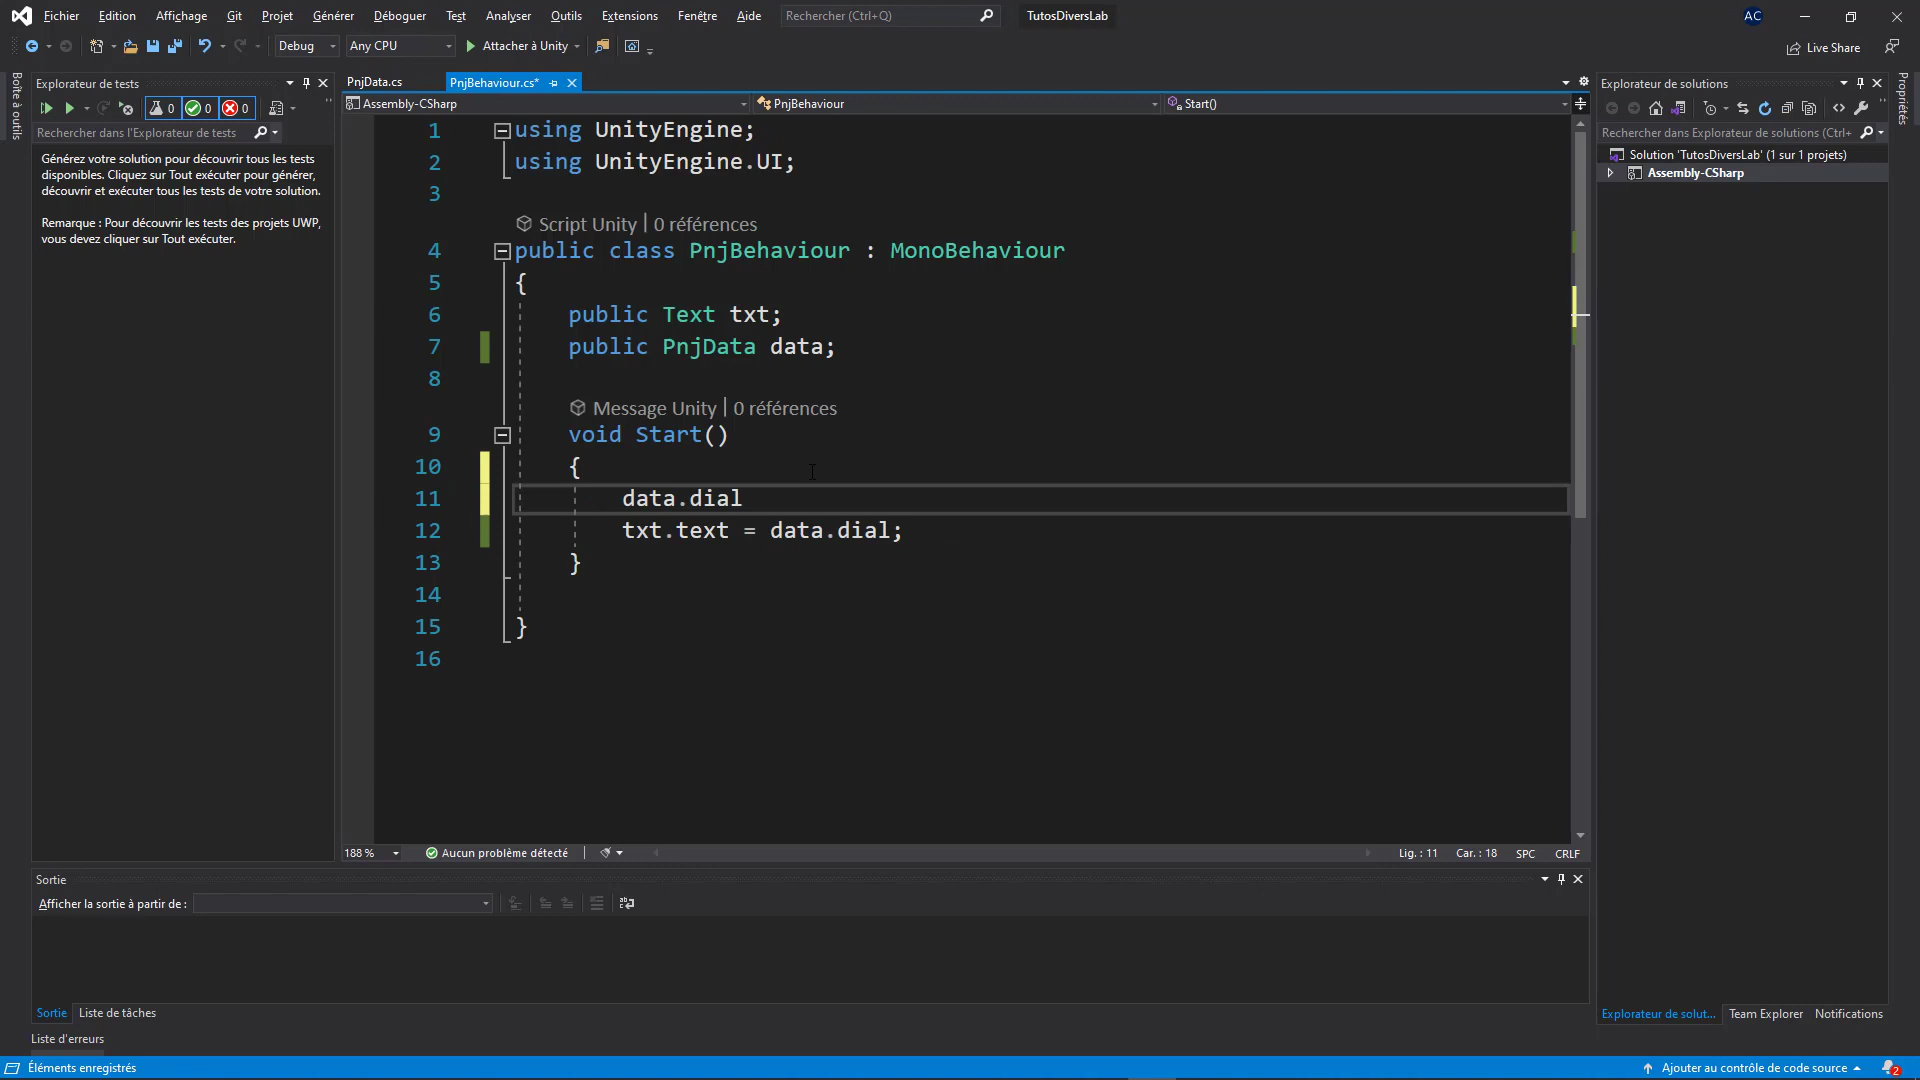 Fichier Edition Affichage Git Projet Générer Déboguer Test Analyser Outils Extensions Fenêtre Aide Rechercher (Ctrl+Q) TutosDiversLab AC
Debug Any CPU Attacher à Unity Live Share
Boîte à outils
Explorateur de tests
0 0 0
Rechercher dans l'Explorateur de tests
Générez votre solution pour découvrir tous les tests
disponibles. Cliquez sur Tout exécuter pour générer,
découvrir et exécuter tous les tests de votre solution.
Remarque : Pour découvrir les tests des projets UWP,
vous devez cliquer sur Tout exécuter.
PnjData.cs PnjBehaviour.cs*
Assembly-CSharp PnjBehaviour Start()
1 using UnityEngine;
2 using UnityEngine.UI;
3
Script Unity | 0 références
4 public class PnjBehaviour : MonoBehaviour
5 {
6 public Text txt;
7 public PnjData data;
8
Message Unity | 0 références
9 void Start()
10 {
11 data.dial
12 txt.text = data.dial;
13 }
14
15 }
16
188 % Aucun problème détecté Lig. : 11 Car. : 18 SPC CRLF
Explorateur de solutions
Rechercher dans Explorateur de solutions (Ctrl+
Solution 'TutosDiversLab' (1 sur 1 projets)
Assembly-CSharp
Propriétés
Sortie
Afficher la sortie à partir de :
Sortie Liste de tâches
Explorateur de solut... Team Explorer Notifications
Liste d'erreurs
Éléments enregistrés Ajouter au contrôle de code source 2